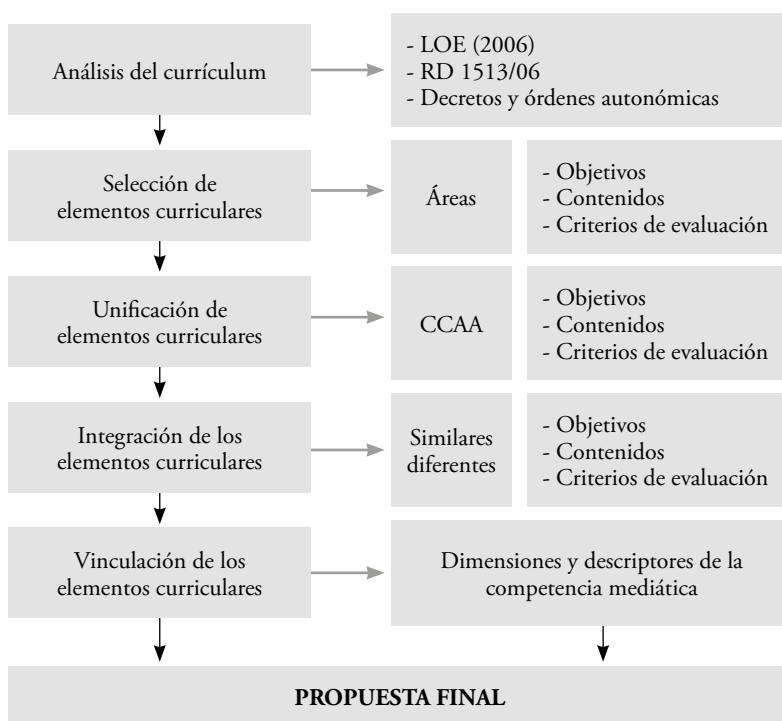 Análisis del currículum
- LOE (2006)
- RD 1513/06
- Decretos y órdenes autonómicas
Selección de
elementos curriculares
Áreas
- Objetivos
- Contenidos
- Criterios de evaluación
Unificación de
elementos curriculares
CCAA
- Objetivos
- Contenidos
- Criterios de evaluación
Integración de los
elementos curriculares
Similares
diferentes
- Objetivos
- Contenidos
- Criterios de evaluación
Vinculación de los
elementos curriculares
Dimensiones y descriptores de la
competencia mediática
PROPUESTA FINAL